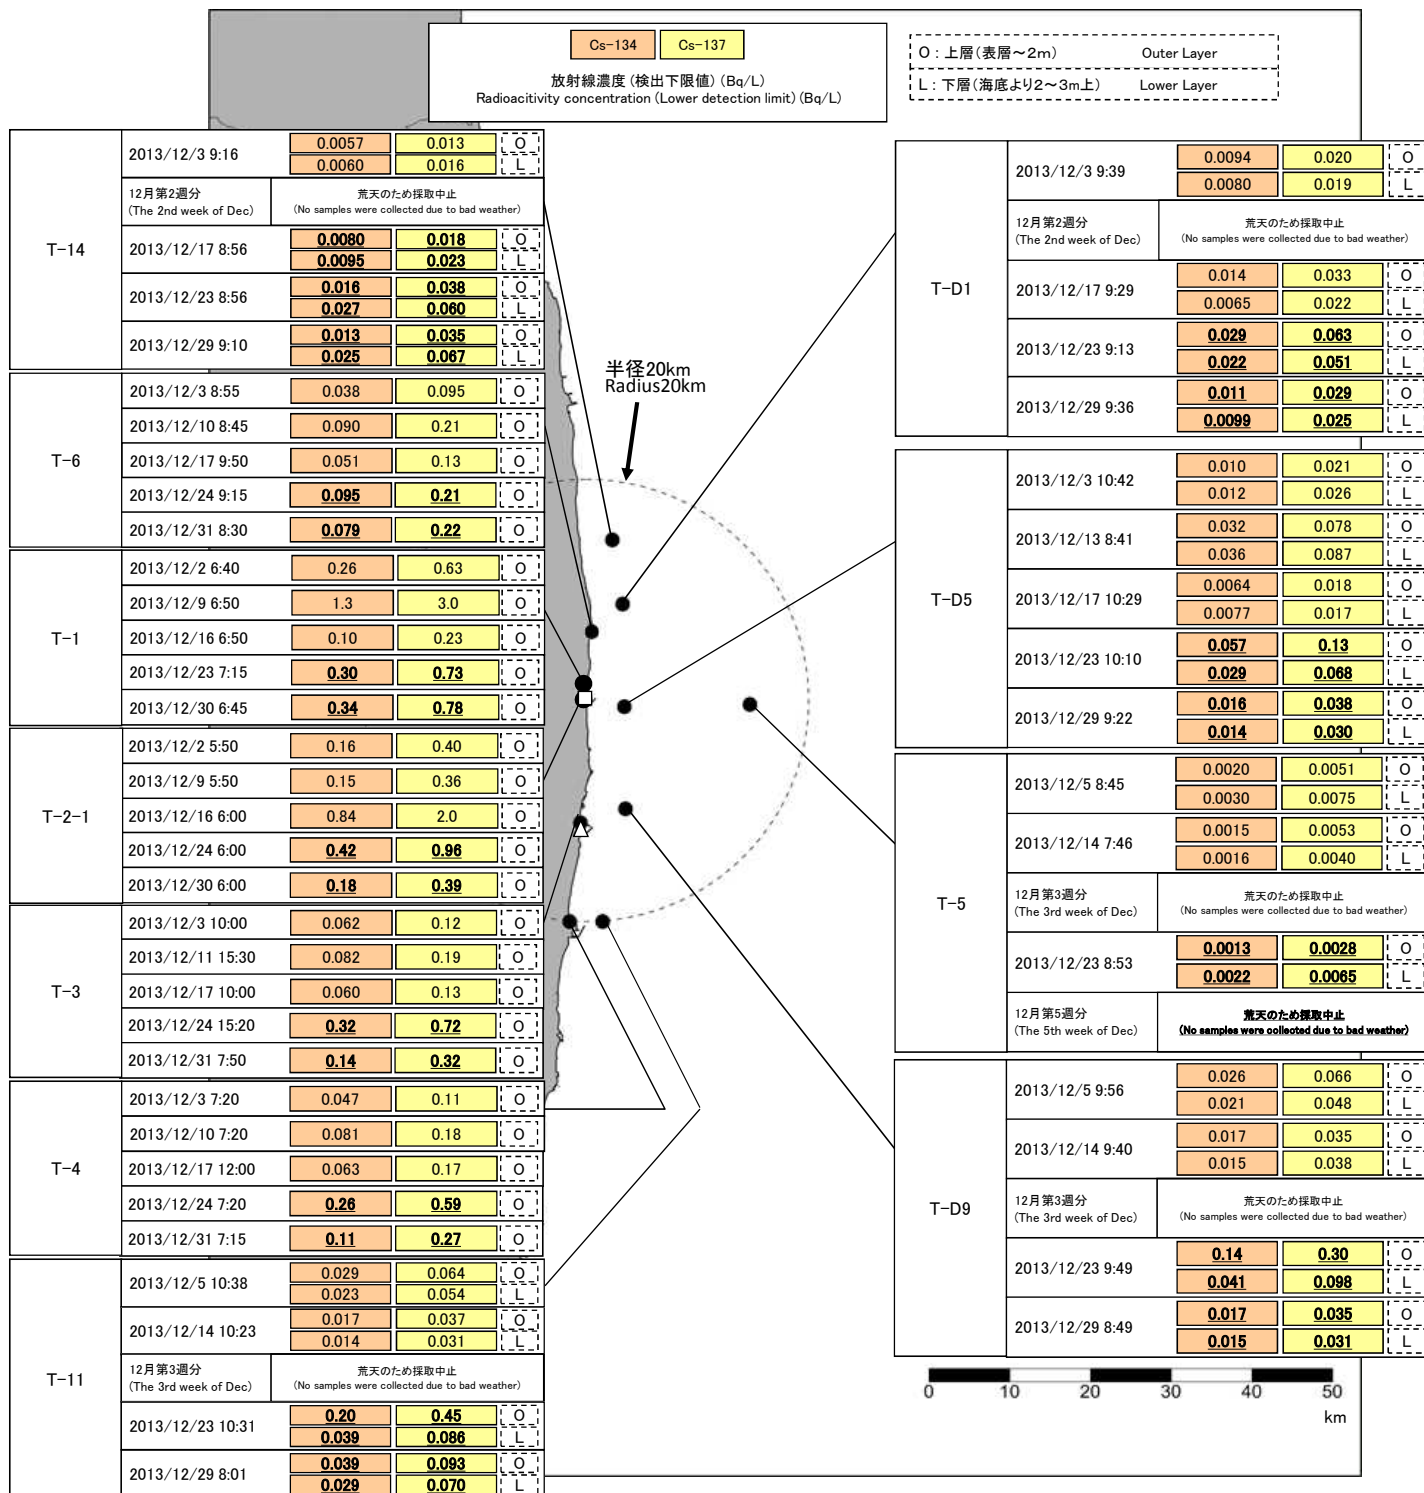 Cs-134 Cs-137
放射線濃度(検出下限値)(Bq/L)
Radioacitivity concentration(Lower detection limit)(Bq/L)
O:上層(表層~2m) Outer Layer
L:下層(海底より2~3m上) Lower Layer
T-14
2013/12/3 9:16 0.0057 0.013 O
0.0060 0.016 L
12月第2週分 荒天のため採取中止
(The 2nd week of Dec) (No samples were collected due to bad weather)
2013/12/17 8:56 0.0080 0.018 O
0.0095 0.023 L
2013/12/23 8:56 0.016 0.038 O
0.027 0.060 L
2013/12/29 9:10 0.013 0.035 O
0.025 0.067 L
T-6
2013/12/3 8:55 0.038 0.095 O
2013/12/10 8:45 0.090 0.21 O
2013/12/17 9:50 0.051 0.13 O
2013/12/24 9:15 0.095 0.21 O
2013/12/31 8:30 0.079 0.22 O
T-1
2013/12/2 6:40 0.26 0.63 O
2013/12/9 6:50 1.3 3.0 O
2013/12/16 6:50 0.10 0.23 O
2013/12/23 7:15 0.30 0.73 O
2013/12/30 6:45 0.34 0.78 O
T-2-1
2013/12/2 5:50 0.16 0.40 O
2013/12/9 5:50 0.15 0.36 O
2013/12/16 6:00 0.84 2.0 O
2013/12/24 6:00 0.42 0.96 O
2013/12/30 6:00 0.18 0.39 O
T-3
2013/12/3 10:00 0.062 0.12 O
2013/12/11 15:30 0.082 0.19 O
2013/12/17 10:00 0.060 0.13 O
2013/12/24 15:20 0.32 0.72 O
2013/12/31 7:50 0.14 0.32 O
T-4
2013/12/3 7:20 0.047 0.11 O
2013/12/10 7:20 0.081 0.18 O
2013/12/17 12:00 0.063 0.17 O
2013/12/24 7:20 0.26 0.59 O
2013/12/31 7:15 0.11 0.27 O
T-11
2013/12/5 10:38 0.029 0.064 O
0.023 0.054 L
2013/12/14 10:23 0.017 0.037 O
0.014 0.031 L
12月第3週分 荒天のため採取中止
(The 3rd week of Dec) (No samples were collected due to bad weather)
2013/12/23 10:31 0.20 0.45 O
0.039 0.086 L
2013/12/29 8:01 0.039 0.093 O
0.029 0.070 L
半径20km
Radius20km
T-D1
2013/12/3 9:39 0.0094 0.020 O
0.0080 0.019 L
12月第2週分 荒天のため採取中止
(The 2nd week of Dec) (No samples were collected due to bad weather)
2013/12/17 9:29 0.014 0.033 O
0.0065 0.022 L
2013/12/23 9:13 0.029 0.063 O
0.022 0.051 L
2013/12/29 9:36 0.011 0.029 O
0.0099 0.025 L
T-D5
2013/12/3 10:42 0.010 0.021 O
0.012 0.026 L
2013/12/13 8:41 0.032 0.078 O
0.036 0.087 L
2013/12/17 10:29 0.0064 0.018 O
0.0077 0.017 L
2013/12/23 10:10 0.057 0.13 O
0.029 0.068 L
2013/12/29 9:22 0.016 0.038 O
0.014 0.030 L
T-5
2013/12/5 8:45 0.0020 0.0051 O
0.0030 0.0075 L
2013/12/14 7:46 0.0015 0.0053 O
0.0016 0.0040 L
12月第3週分 荒天のため採取中止
(The 3rd week of Dec) (No samples were collected due to bad weather)
2013/12/23 8:53 0.0013 0.0028 O
0.0022 0.0065 L
12月第5週分 荒天のため採取中止
(The 5th week of Dec) (No samples were collected due to bad weather)
T-D9
2013/12/5 9:56 0.026 0.066 O
0.021 0.048 L
2013/12/14 9:40 0.017 0.035 O
0.015 0.038 L
12月第3週分 荒天のため採取中止
(The 3rd week of Dec) (No samples were collected due to bad weather)
2013/12/23 9:49 0.14 0.30 O
0.041 0.098 L
2013/12/29 8:49 0.017 0.035 O
0.015 0.031 L
0 10 20 30 40 50
km